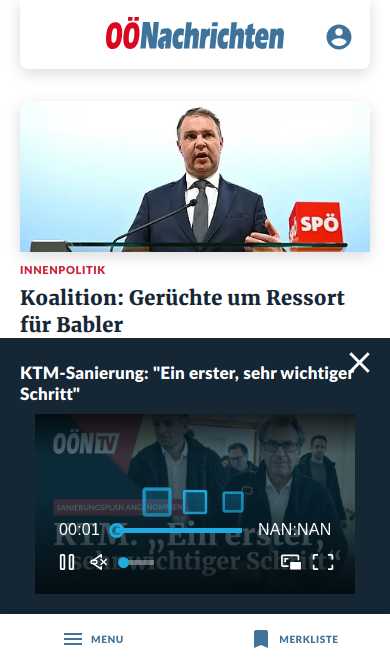 OÖNachrichten
SPÖ
INNENPOLITIK
Koalition: Gerüchte um Ressort
für Babler
KTM-Sanierung: "Ein erster, sehr wichtiger
Schritt"
OÖN TV
SANIERUNGSPLAN ANGENOMMEN
KTM: „Ein erster,
sehr wichtiger Schritt“
00:01
NAN:NAN
MENU
MERKLISTE